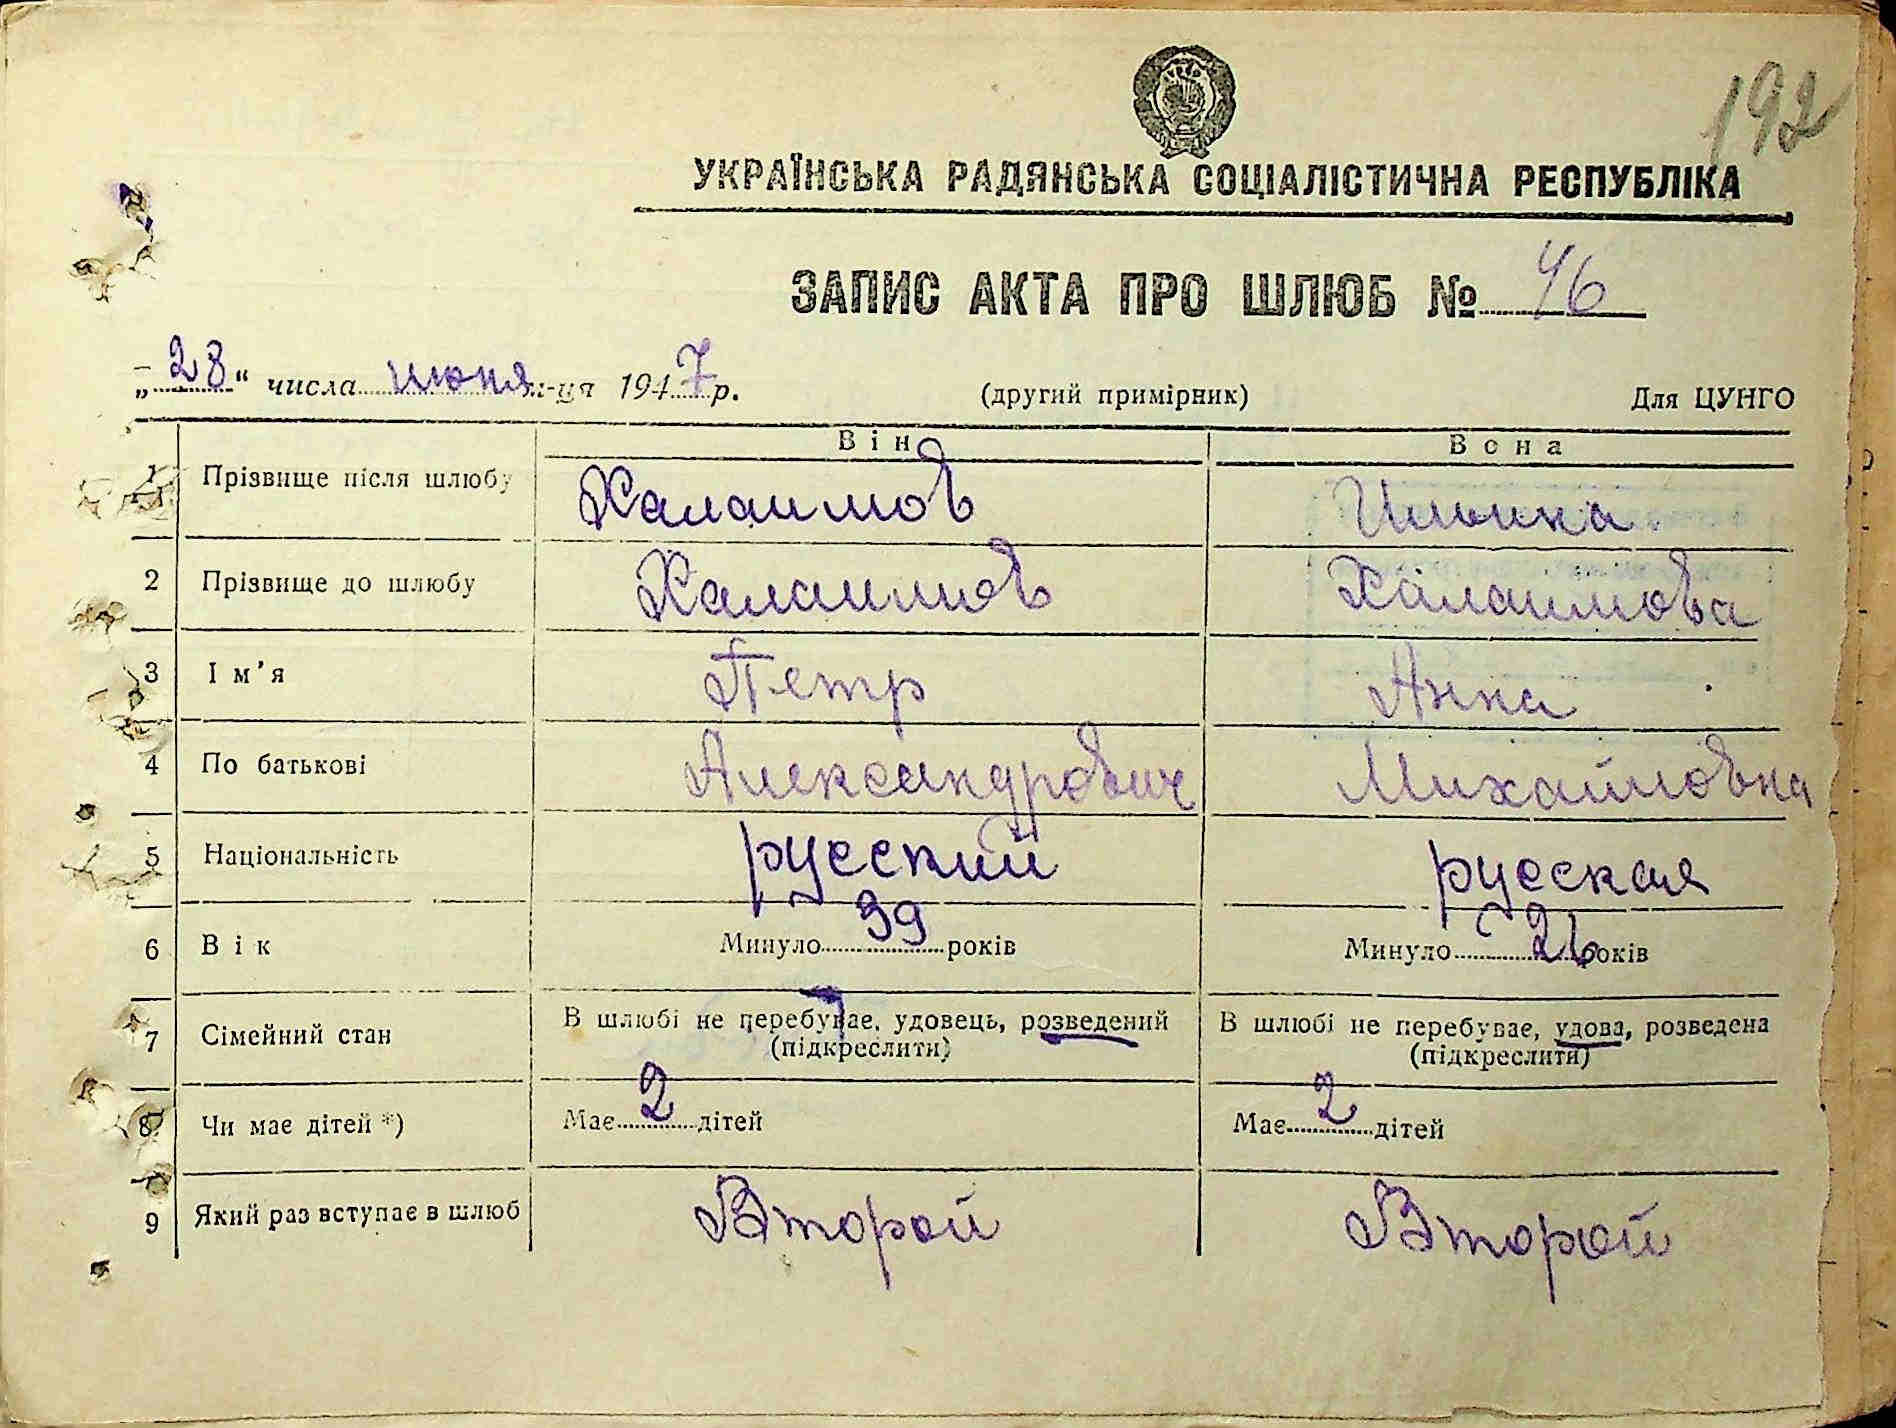 192
УКРАЇНСЬКА РАДЯНСЬКА СОЦІАЛІСТИЧНА РЕСПУБЛІКА
ЗАПИС АКТА ПРО ШЛЮБ № 46
„28“ числа июня м-ця 1947 р. (другий примірник) Для ЦУНГО
Він Вона
1 Прізвище після шлюбу Халаимов Ильина
2 Прізвище до шлюбу Халаимов Халаимова
3 Ім’я Петр Анна
4 По батькові Александрович Михайловна
5 Національність русский русская
6 Вік Минуло 39 років Минуло 26 років
7 Сімейний стан В шлюбі не перебуває, удовець, розведений В шлюбі не перебуває, удова, розведена
(підкреслити) (підкреслити)
8 Чи має дітей *) Має 2 дітей Має 2 дітей
9 Який раз вступає в шлюб Второй Второй